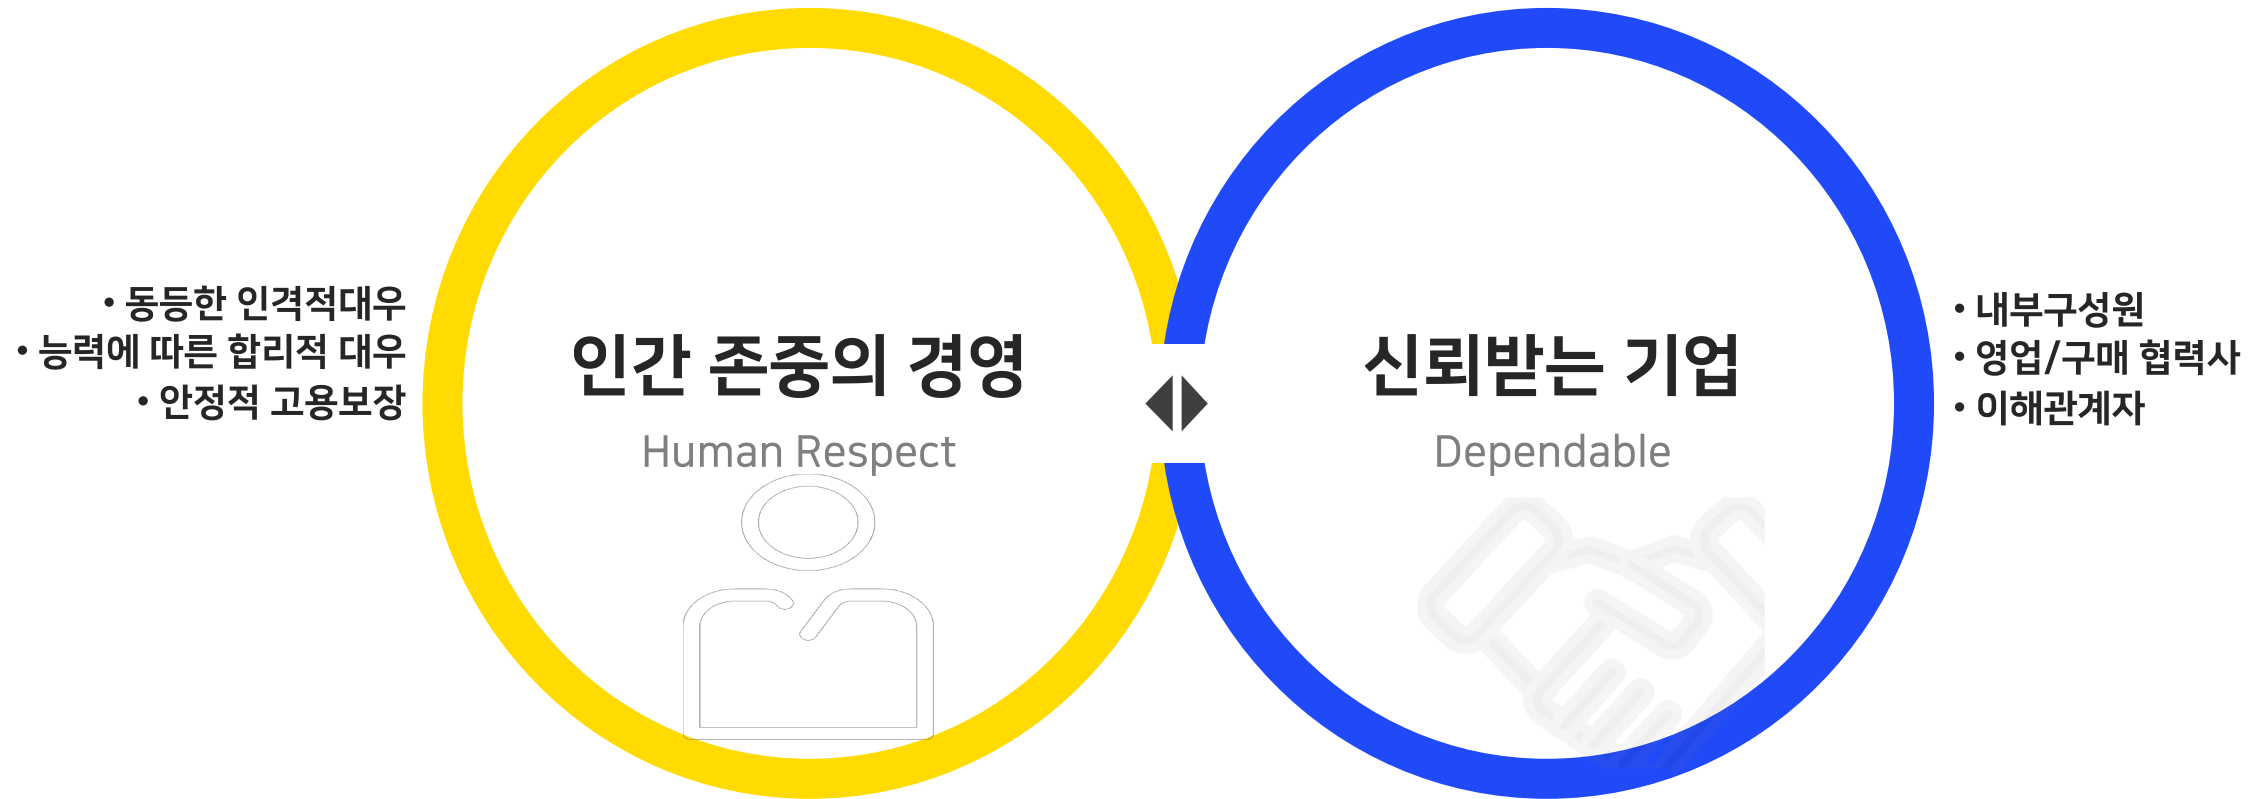 • 동등한 인격적대우
• 능력에 따른 합리적 대우
• 안정적 고용보장
인간 존중의 경영
Human Respect
신뢰받는 기업
Dependable
• 내부구성원
• 영업/구매 협력사
• 이해관계자